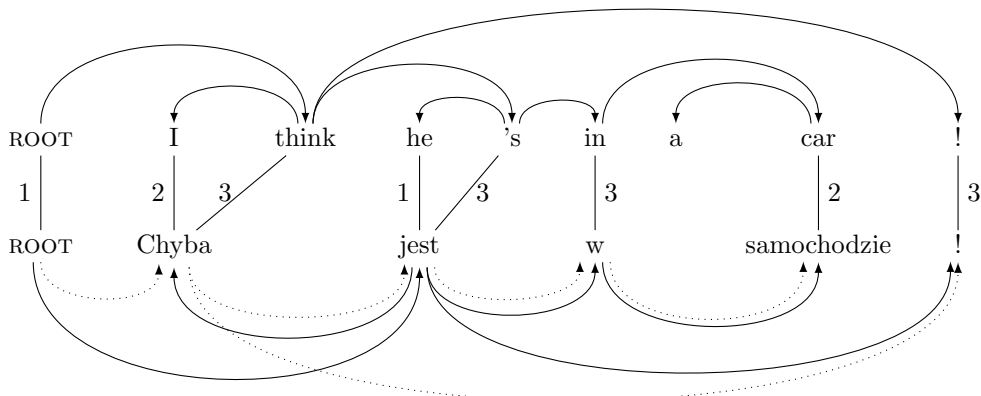 ROOT I think he 's in a car !
1 2 3 1 3 3 2 3
ROOT Chyba jest w samochodzie !